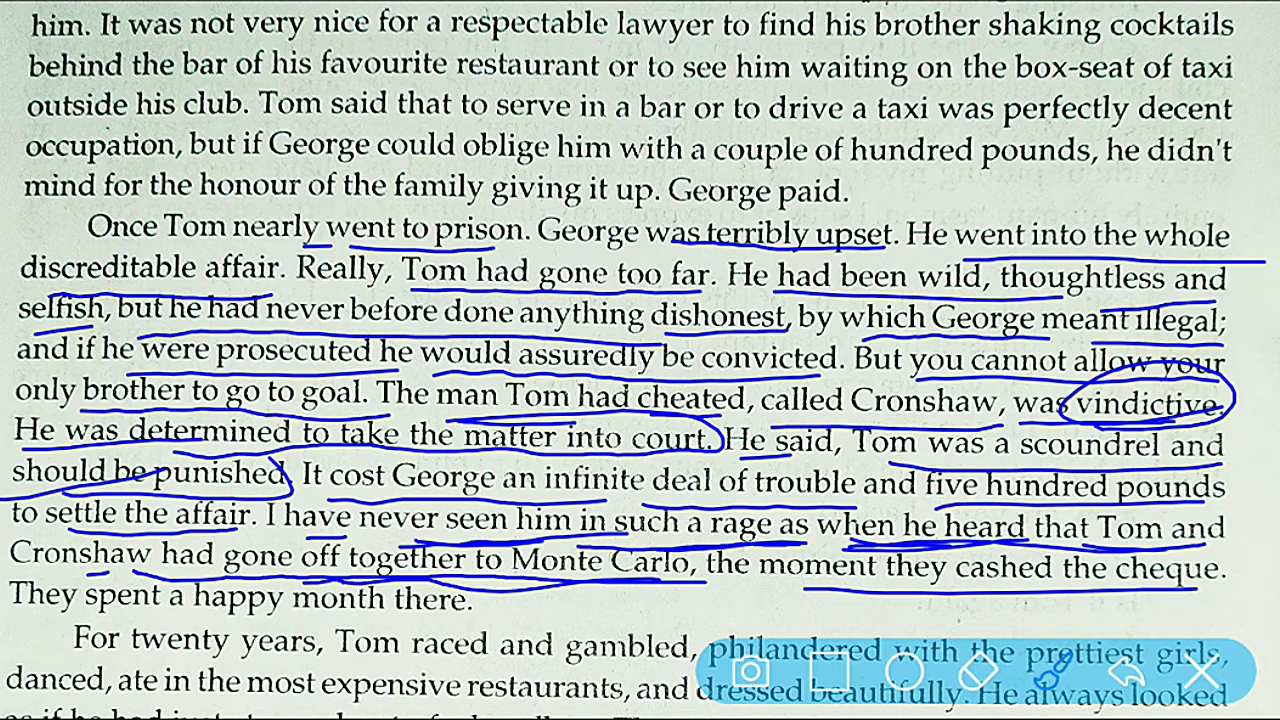 him. It was not very nice for a respectable lawyer to find his brother shaking cocktails
behind the bar of his favourite restaurant or to see him waiting on the box-seat of taxi
outside his club. Tom said that to serve in a bar or to drive a taxi was perfectly decent
occupation, but if George could oblige him with a couple of hundred pounds, he didn't
mind for the honour of the family giving it up. George paid.
Once Tom nearly went to prison. George was terribly upset. He went into the whole
discreditable affair. Really, Tom had gone too far. He had been wild, thoughtless and
selfish, but he had never before done anything dishonest, by which George meant illegal;
and if he were prosecuted he would assuredly be convicted. But you cannot allow your
only brother to go to goal. The man Tom had cheated, called Cronshaw, was vindictive.
He was determined to take the matter into court. He said, Tom was a scoundrel and
should be punished. It cost George an infinite deal of trouble and five hundred pounds
to settle the affair. I have never seen him in such a rage as when he heard that Tom and
Cronshaw had gone off together to Monte Carlo, the moment they cashed the cheque.
They spent a happy month there.
For twenty years, Tom raced and gambled, philandered with the prettiest girls,
danced, ate in the most expensive restaurants, and dressed beautifully. He always looked